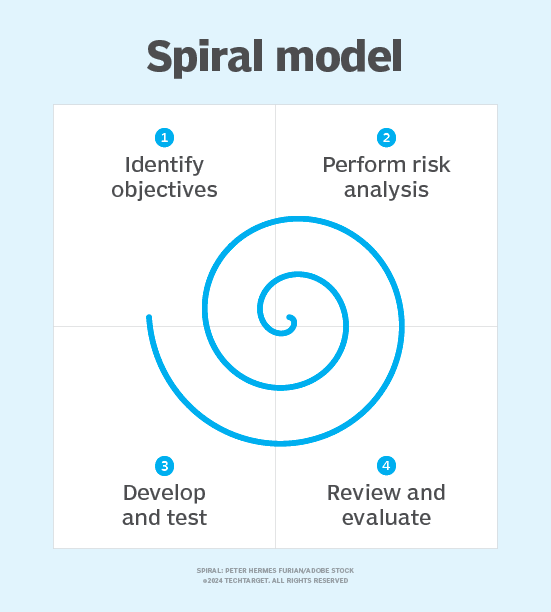 Spiral model
1
Identify
objectives
2
Perform risk
analysis
3
Develop
and test
4
Review and
evaluate
SPIRAL: PETER HERMES FURIAN/ADOBE STOCK
©2024 TECHTARGET. ALL RIGHTS RESERVED